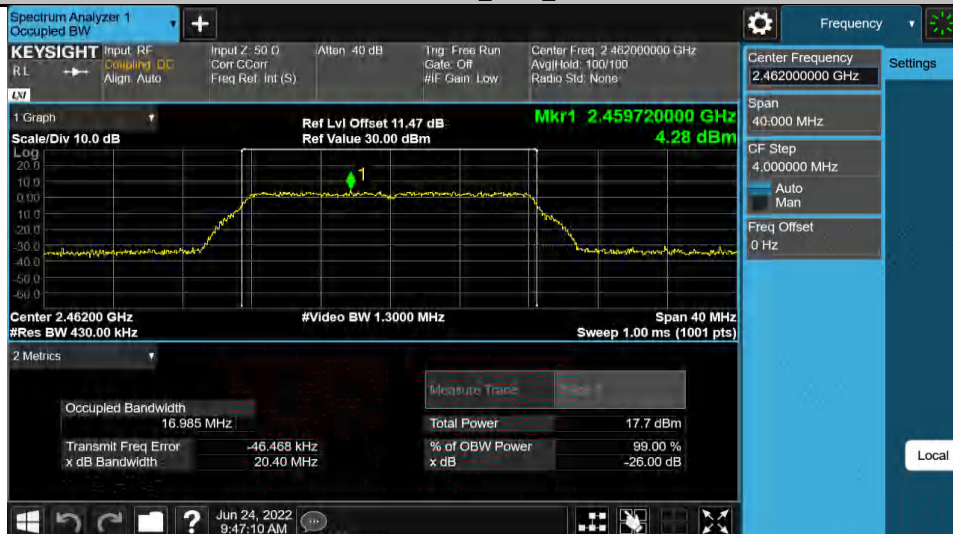 Spectrum Analyzer 1
Occupied BW
+
Frequency
KEYSIGHT
RL
LXI
Input: RF
Coupling: DC
Align: Auto
Input Z: 50 Ω
Corr CCorr
Freq Ref: Int (S)
Atten: 40 dB
Trig: Free Run
Gate: Off
#IF Gain: Low
Center Freq: 2.462000000 GHz
Avg|Hold: 100/100
Radio Std: None
Center Frequency
2.462000000 GHz
Settings
Span
40.000 MHz
CF Step
4.000000 MHz
Auto
Man
Freq Offset
0 Hz
1 Graph
Scale/Div 10.0 dB
Ref Lvl Offset 11.47 dB
Ref Value 30.00 dBm
Mkr1 2.459720000 GHz
4.28 dBm
Log
20.0
10.0
0.00
-10.0
-20.0
-30.0
-40.0
-50.0
-60.0
1
Center 2.46200 GHz
#Video BW 1.3000 MHz
Span 40 MHz
#Res BW 430.00 kHz
Sweep 1.00 ms (1001 pts)
2 Metrics
Measure Trace
Occupied Bandwidth
16.985 MHz
Total Power 17.7 dBm
Transmit Freq Error -46.468 kHz
% of OBW Power 99.00 %
x dB Bandwidth 20.40 MHz
x dB -26.00 dB
Local
?
Jun 24, 2022
9:47:10 AM